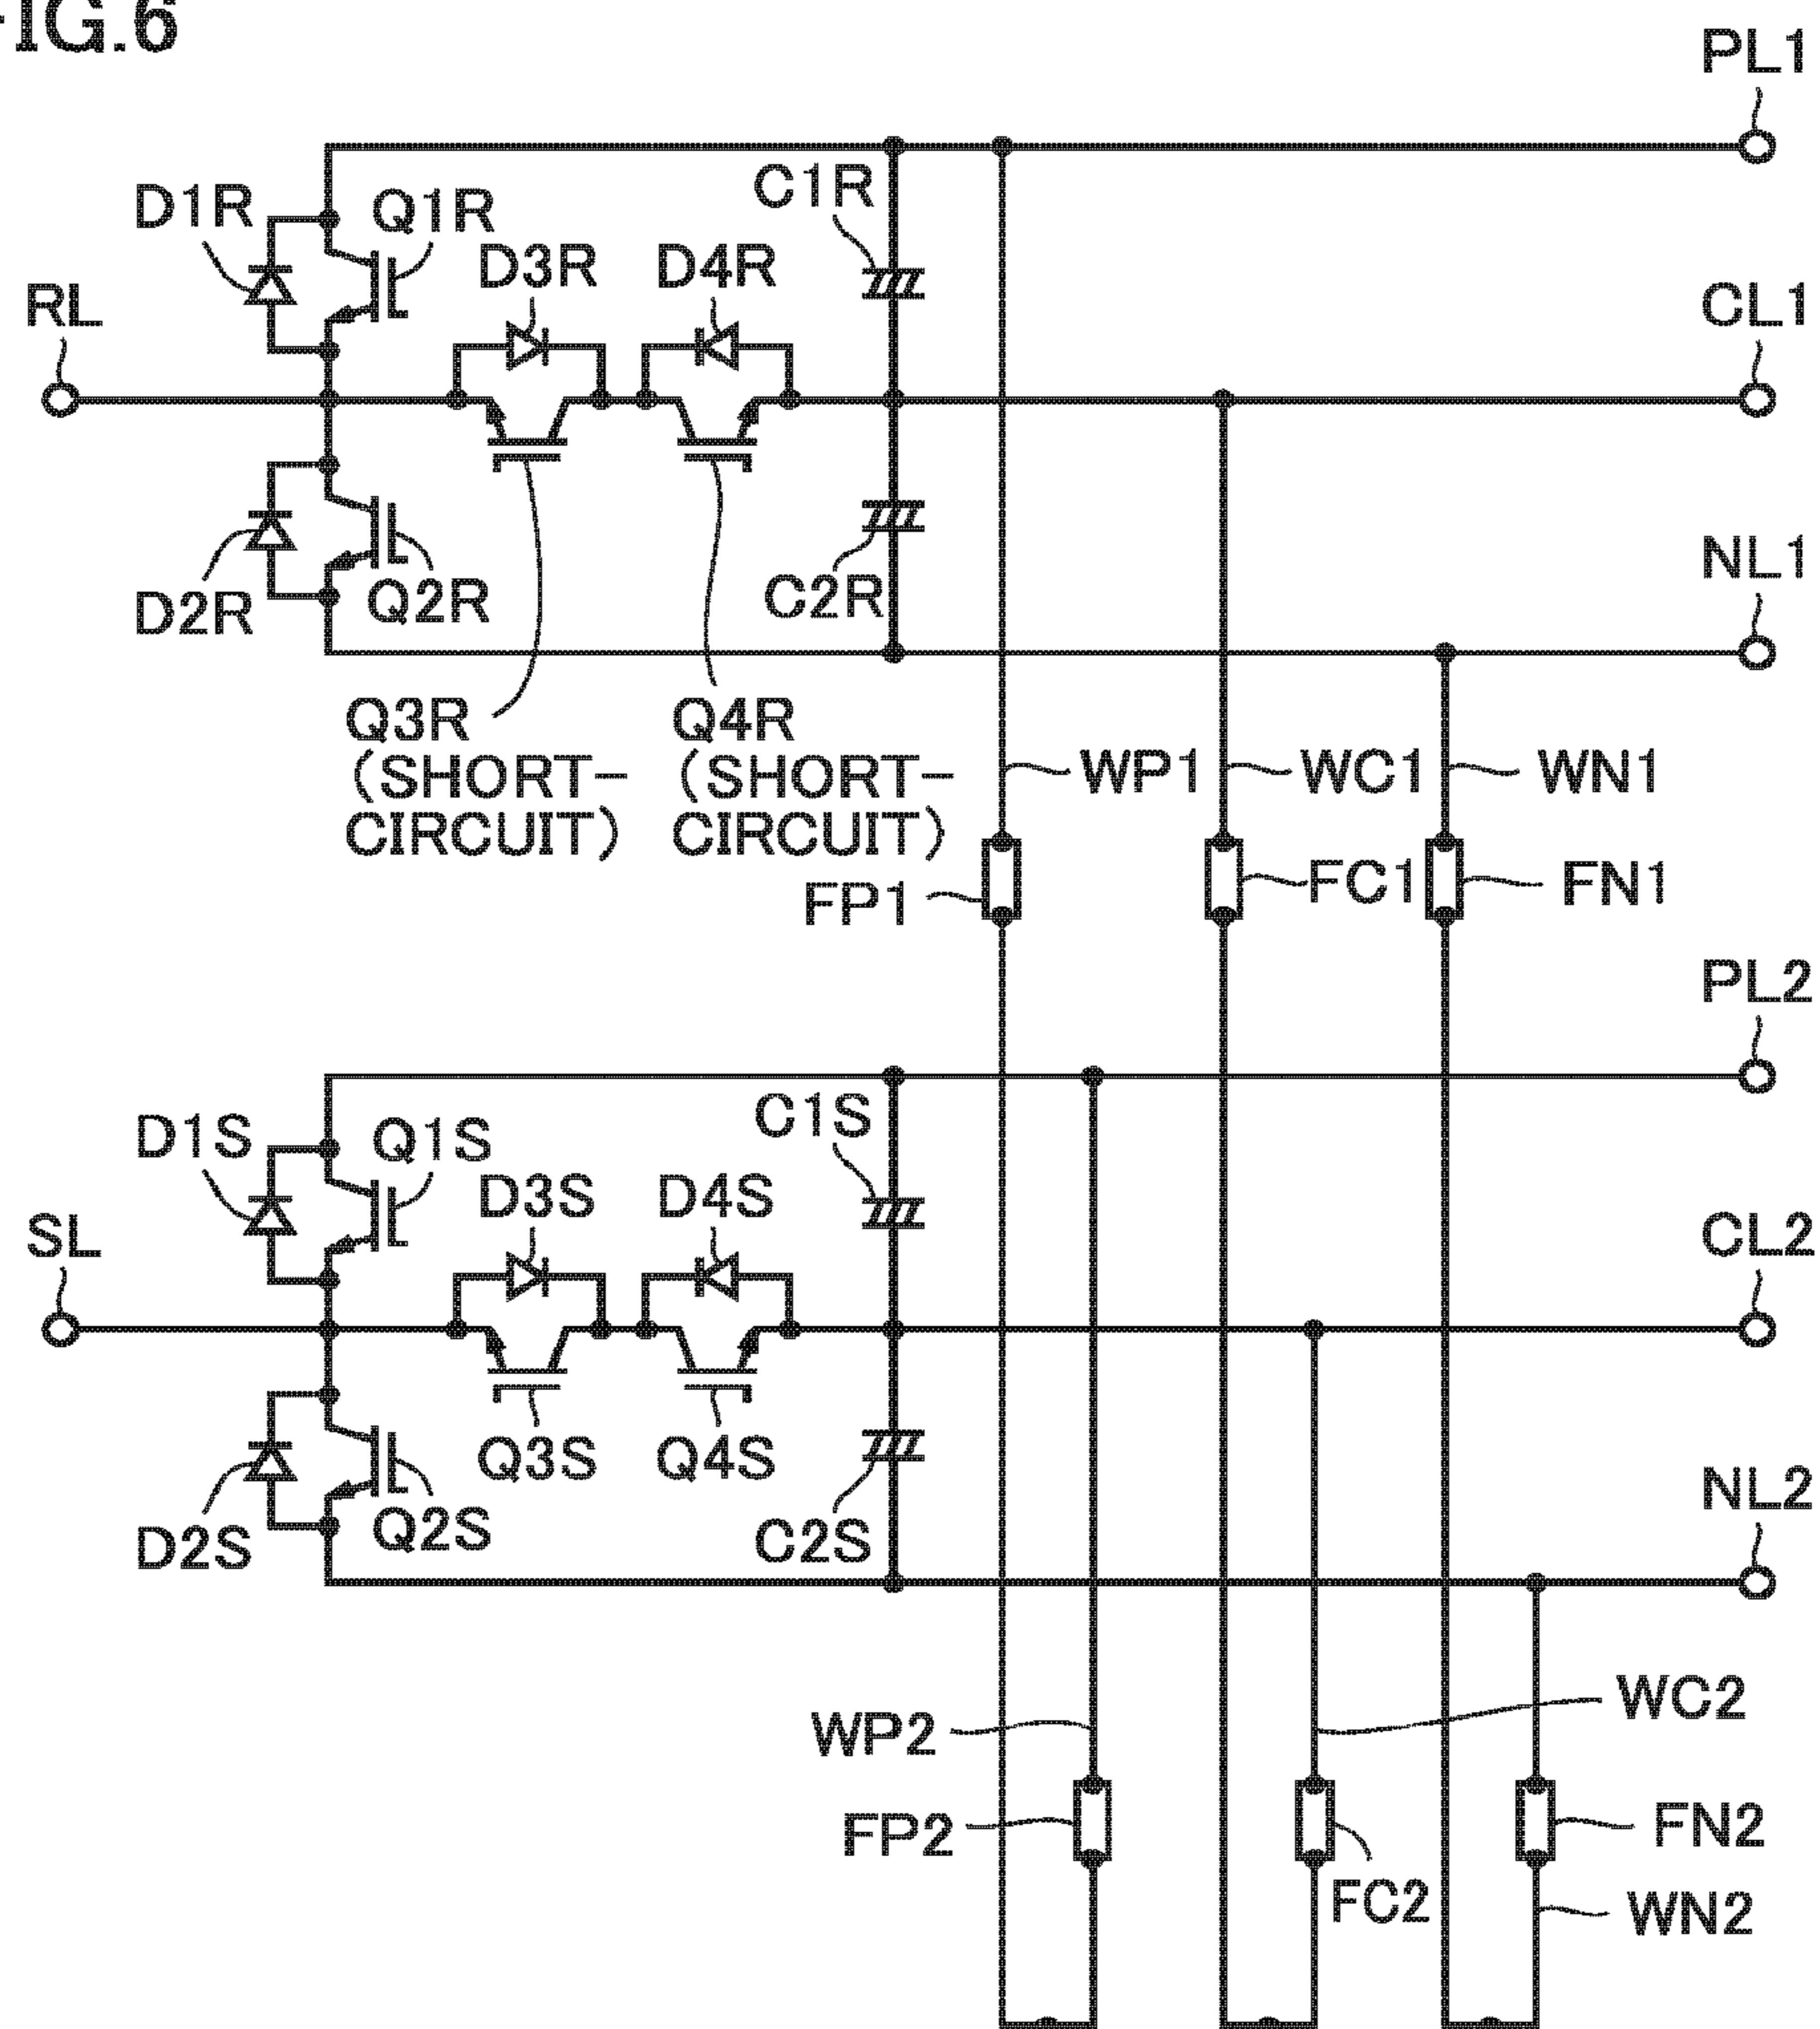 FIG.6
PL1
D1R
Q1R
C1R
D3R
D4R
RL
CL1
D2R
Q2R
C2R
NL1
Q3R
(SHORT-
CIRCUIT)
Q4R
(SHORT-
CIRCUIT)
WP1
WC1
WN1
FP1
FC1
FN1
PL2
D1S
Q1S
C1S
D3S
D4S
SL
CL2
Q3S
Q4S
D2S
Q2S
C2S
NL2
WP2
WC2
FP2
FN2
FC2
WN2